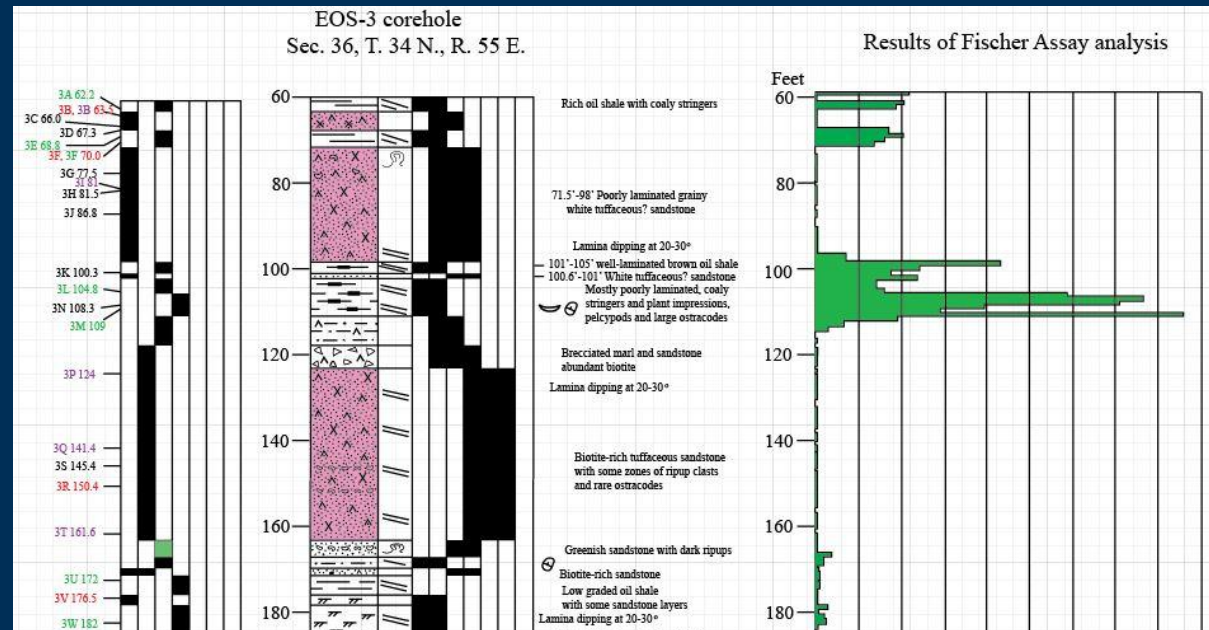 EOS-3 corehole
Sec. 36, T. 34 N., R. 55 E.
Results of Fischer Assay analysis
3A 62.2
3B, 3B 63.5
3C 66.0
3D 67.3
3E 68.8
3F, 3F 70.0
3G 77.5
3I 81
3H 81.5
3J 86.8
3K 100.3
3L 104.8
3N 108.3
3M 109
3P 124
3Q 141.4
3S 145.4
3R 150.4
3T 161.6
3U 172
3V 176.5
3W 182
60
80
100
120
140
160
180
Rich oil shale with coaly stringers
71.5'-98' Poorly laminated grainy
white tuffaceous? sandstone
Lamina dipping at 20-30°
101'-105' well-laminated brown oil shale
100.6'-101' White tuffaceous? sandstone
Mostly poorly laminated, coaly
stringers and plant impressions,
pelcypods and large ostracodes
Brecciated marl and sandstone
abundant biotite
Lamina dipping at 20-30°
Biotite-rich tuffaceous sandstone
with some zones of ripup clasts
and rare ostracodes
Greenish sandstone with dark ripups
Biotite-rich sandstone
Low graded oil shale
with some sandstone layers
Lamina dipping at 20-30°
Feet
60
80
100
120
140
160
180